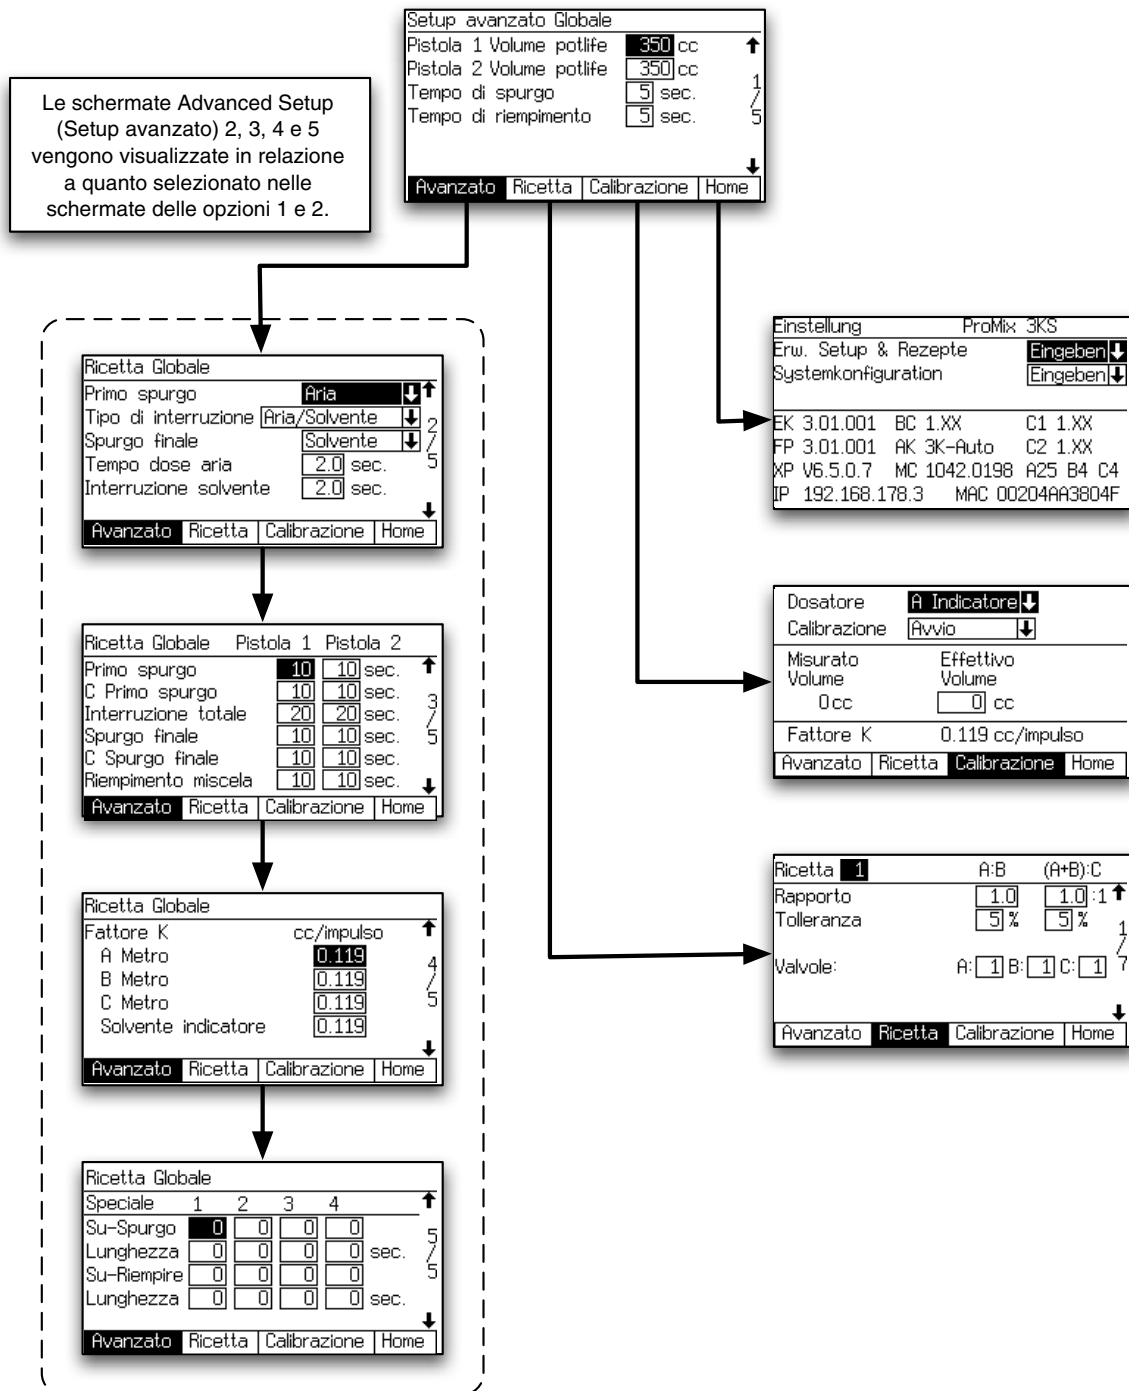 Setup avanzato Globale
Pistola 1 Volume potlife 350 cc
Pistola 2 Volume potlife 350 cc
Tempo di spurgo 5 sec.
Tempo di riempimento 5 sec.
1/5
Avanzato Ricetta Calibrazione Home
Le schermate Advanced Setup
(Setup avanzato) 2, 3, 4 e 5
vengono visualizzate in relazione
a quanto selezionato nelle
schermate delle opzioni 1 e 2.
Ricetta Globale
Primo spurgo Aria
Tipo di interruzione Aria/Solvente
Spurgo finale Solvente
Tempo dose aria 2.0 sec.
Interruzione solvente 2.0 sec.
2/5
Avanzato Ricetta Calibrazione Home
Ricetta Globale Pistola 1 Pistola 2
Primo spurgo 10 10 sec.
C Primo spurgo 10 10 sec.
Interruzione totale 20 20 sec.
Spurgo finale 10 10 sec.
C Spurgo finale 10 10 sec.
Riempimento miscela 10 10 sec.
3/5
Avanzato Ricetta Calibrazione Home
Ricetta Globale
Fattore K cc/impulso
A Metro 0.119
B Metro 0.119
C Metro 0.119
Solvente indicatore 0.119
4/5
Avanzato Ricetta Calibrazione Home
Ricetta Globale
Speciale 1 2 3 4
Su-Spurgo 0 0 0 0
Lunghezza 0 0 0 0 sec.
Su-Riempire 0 0 0 0
Lunghezza 0 0 0 0 sec.
5/5
Avanzato Ricetta Calibrazione Home
Einstellung ProMix 3KS
Erw. Setup & Rezepte Eingeben
Systemkonfiguration Eingeben
EK 3.01.001 BC 1.XX C1 1.XX
FP 3.01.001 AK 3K-Auto C2 1.XX
XP V6.5.0.7 MC 1042.0198 A25 B4 C4
IP 192.168.178.3 MAC 00204AA3804F
Dosatore A Indicatore
Calibrazione Avvio
Misurato Effettivo
Volume Volume
0 cc 0 cc
Fattore K 0.119 cc/impulso
Avanzato Ricetta Calibrazione Home
Ricetta 1 A:B (A+B):C
Rapporto 1.0 1.0 :1
Tolleranza 5 % 5 %
Valvole: A: 1 B: 1 C: 1
1/7
Avanzato Ricetta Calibrazione Home